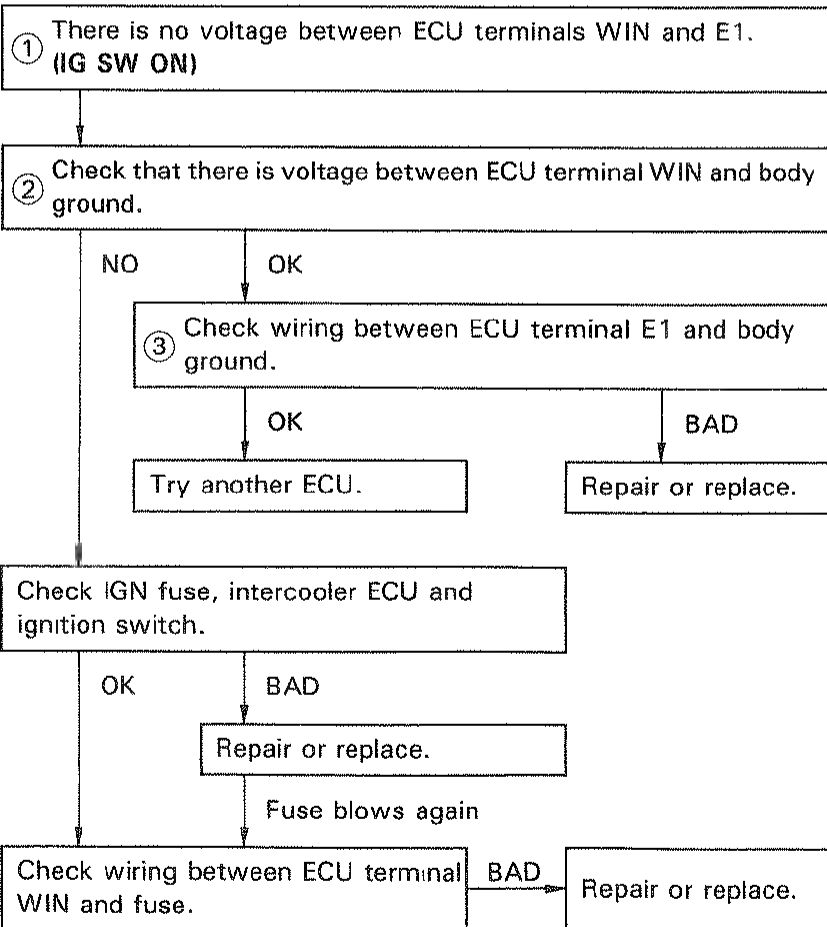 ① There is no voltage between ECU terminals WIN and E1.
(IG SW ON)
② Check that there is voltage between ECU terminal WIN and body
ground.
NO
OK
③ Check wiring between ECU terminal E1 and body
ground.
OK
BAD
Try another ECU.
Repair or replace.
Check IGN fuse, intercooler ECU and
ignition switch.
OK
BAD
Repair or replace.
Fuse blows again
Check wiring between ECU terminal
WIN and fuse.
BAD
Repair or replace.